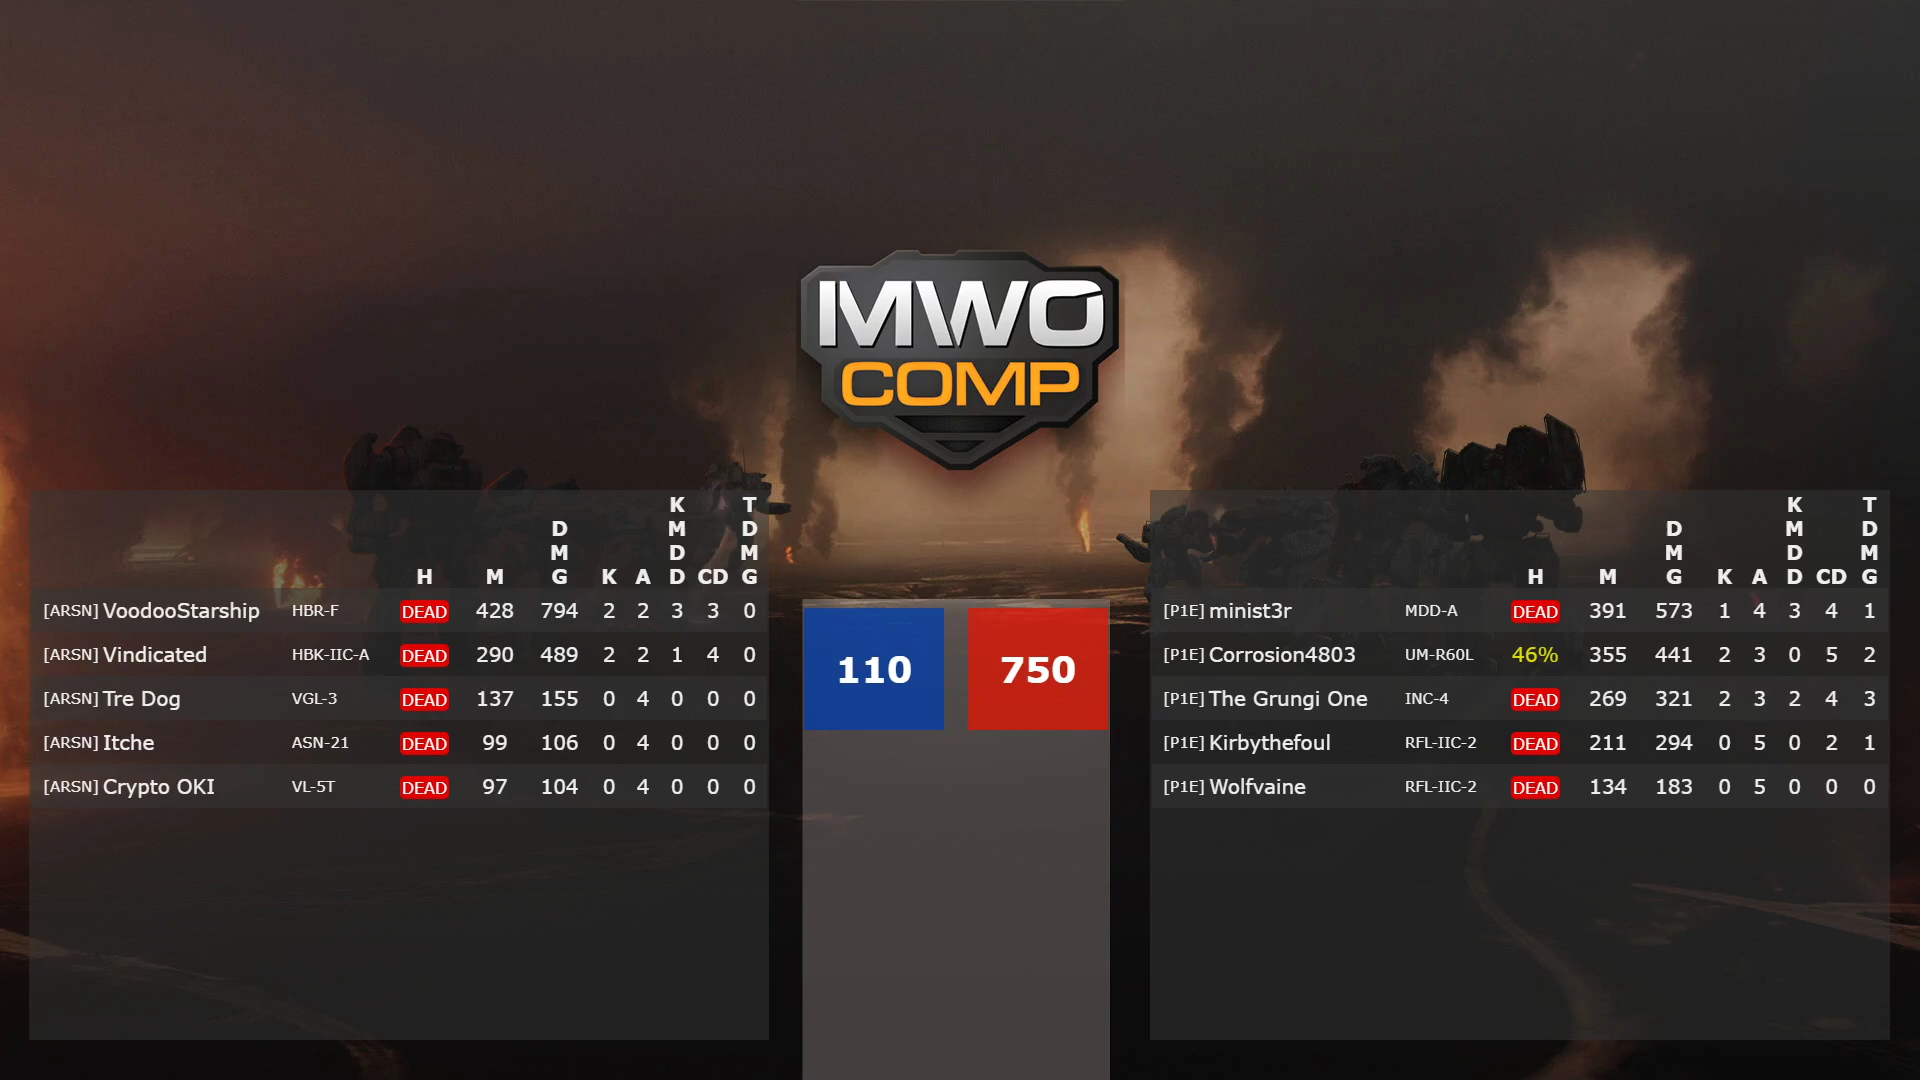 MWO
COMP
H M DMG K A KMDD CD TDMG
[ARSN] VoodooStarship HBR-F DEAD 428 794 2 2 3 3 0
[ARSN] Vindicated HBK-IIC-A DEAD 290 489 2 2 1 4 0
[ARSN] Tre Dog VGL-3 DEAD 137 155 0 4 0 0 0
[ARSN] Itche ASN-21 DEAD 99 106 0 4 0 0 0
[ARSN] Crypto OKI VL-5T DEAD 97 104 0 4 0 0 0
110 750
H M DMG K A KMDD CD TDMG
[P1E] minist3r MDD-A DEAD 391 573 1 4 3 4 1
[P1E] Corrosion4803 UM-R60L 46% 355 441 2 3 0 5 2
[P1E] The Grungi One INC-4 DEAD 269 321 2 3 2 4 3
[P1E] Kirbythefoul RFL-IIC-2 DEAD 211 294 0 5 0 2 1
[P1E] Wolfvaine RFL-IIC-2 DEAD 134 183 0 5 0 0 0